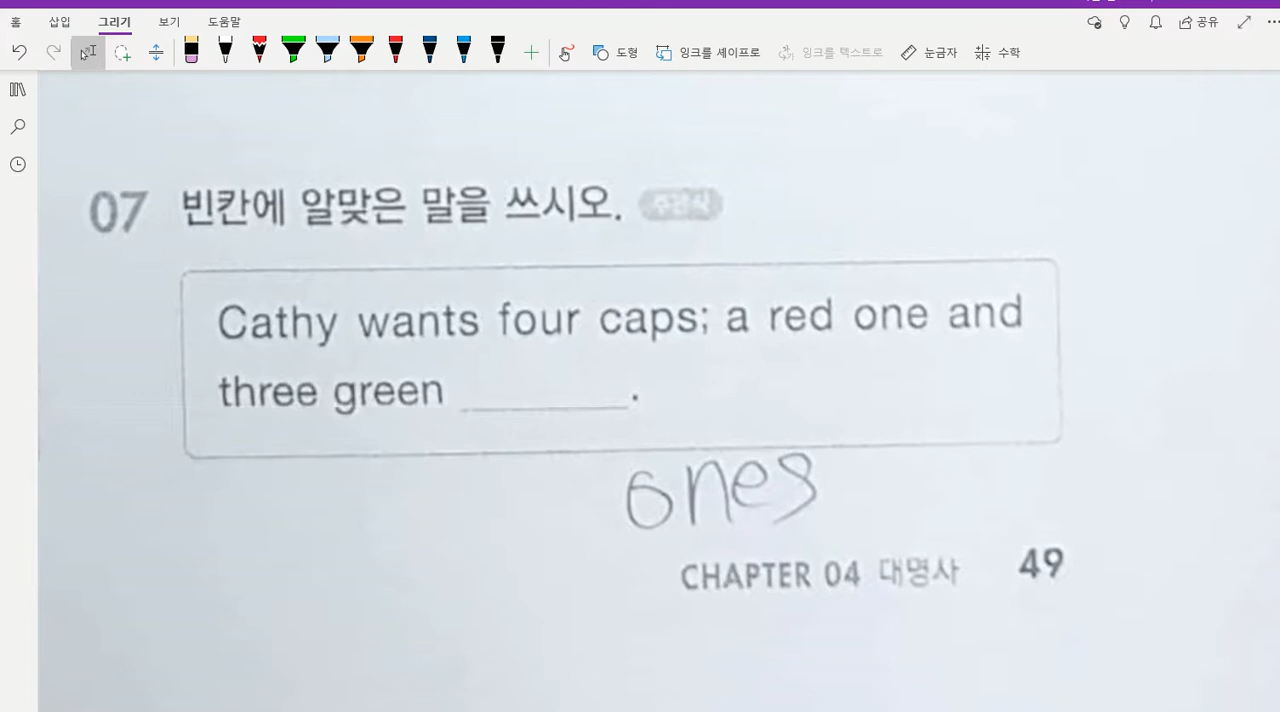 홈 삽입 그리기 보기 도움말 공유
도형 잉크를 셰이프로 잉크를 텍스트로 눈금자 수학
07 빈칸에 알맞은 말을 쓰시오. 주관식
Cathy wants four caps; a red one and
three green ________.
ones
CHAPTER 04 대명사 49